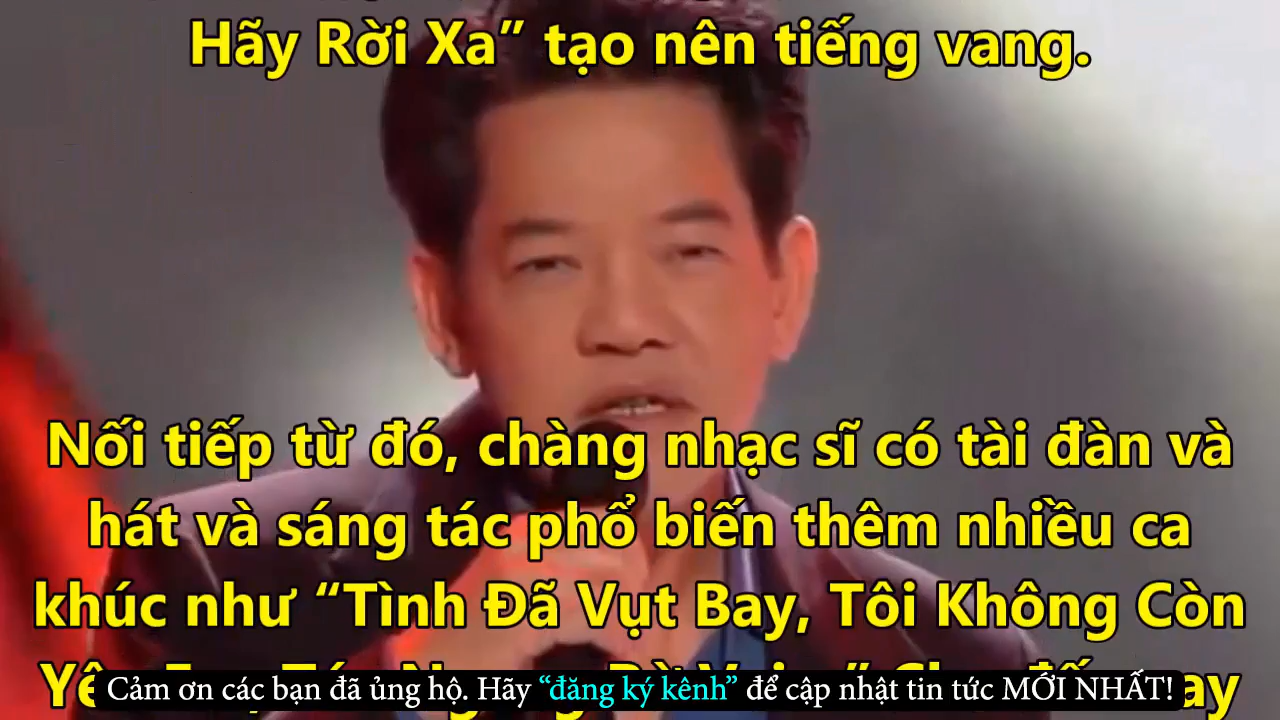 Hãy Rời Xa” tạo nên tiếng vang.
Nối tiếp từ đó, chàng nhạc sĩ có tài đàn và
hát và sáng tác phổ biến thêm nhiều ca
khúc như “Tình Đã Vụt Bay, Tôi Không Còn
Cảm ơn các bạn đã ủng hộ. Hãy “đăng ký kênh” để cập nhật tin tức MỚI NHẤT!